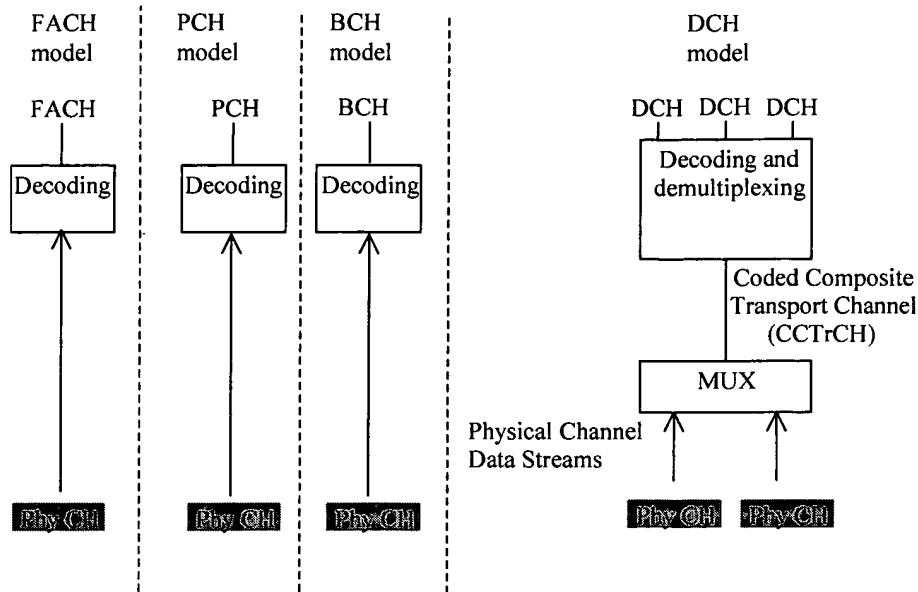 FACH
model
FACH
Decoding
Phy CH
PCH
model
PCH
Decoding
Phy CH
BCH
model
BCH
Decoding
Phy CH
DCH
model
DCH DCH DCH
Decoding and
demultiplexing
Coded Composite
Transport Channel
(CCTrCH)
MUX
Physical Channel
Data Streams
Phy CH Phy CH